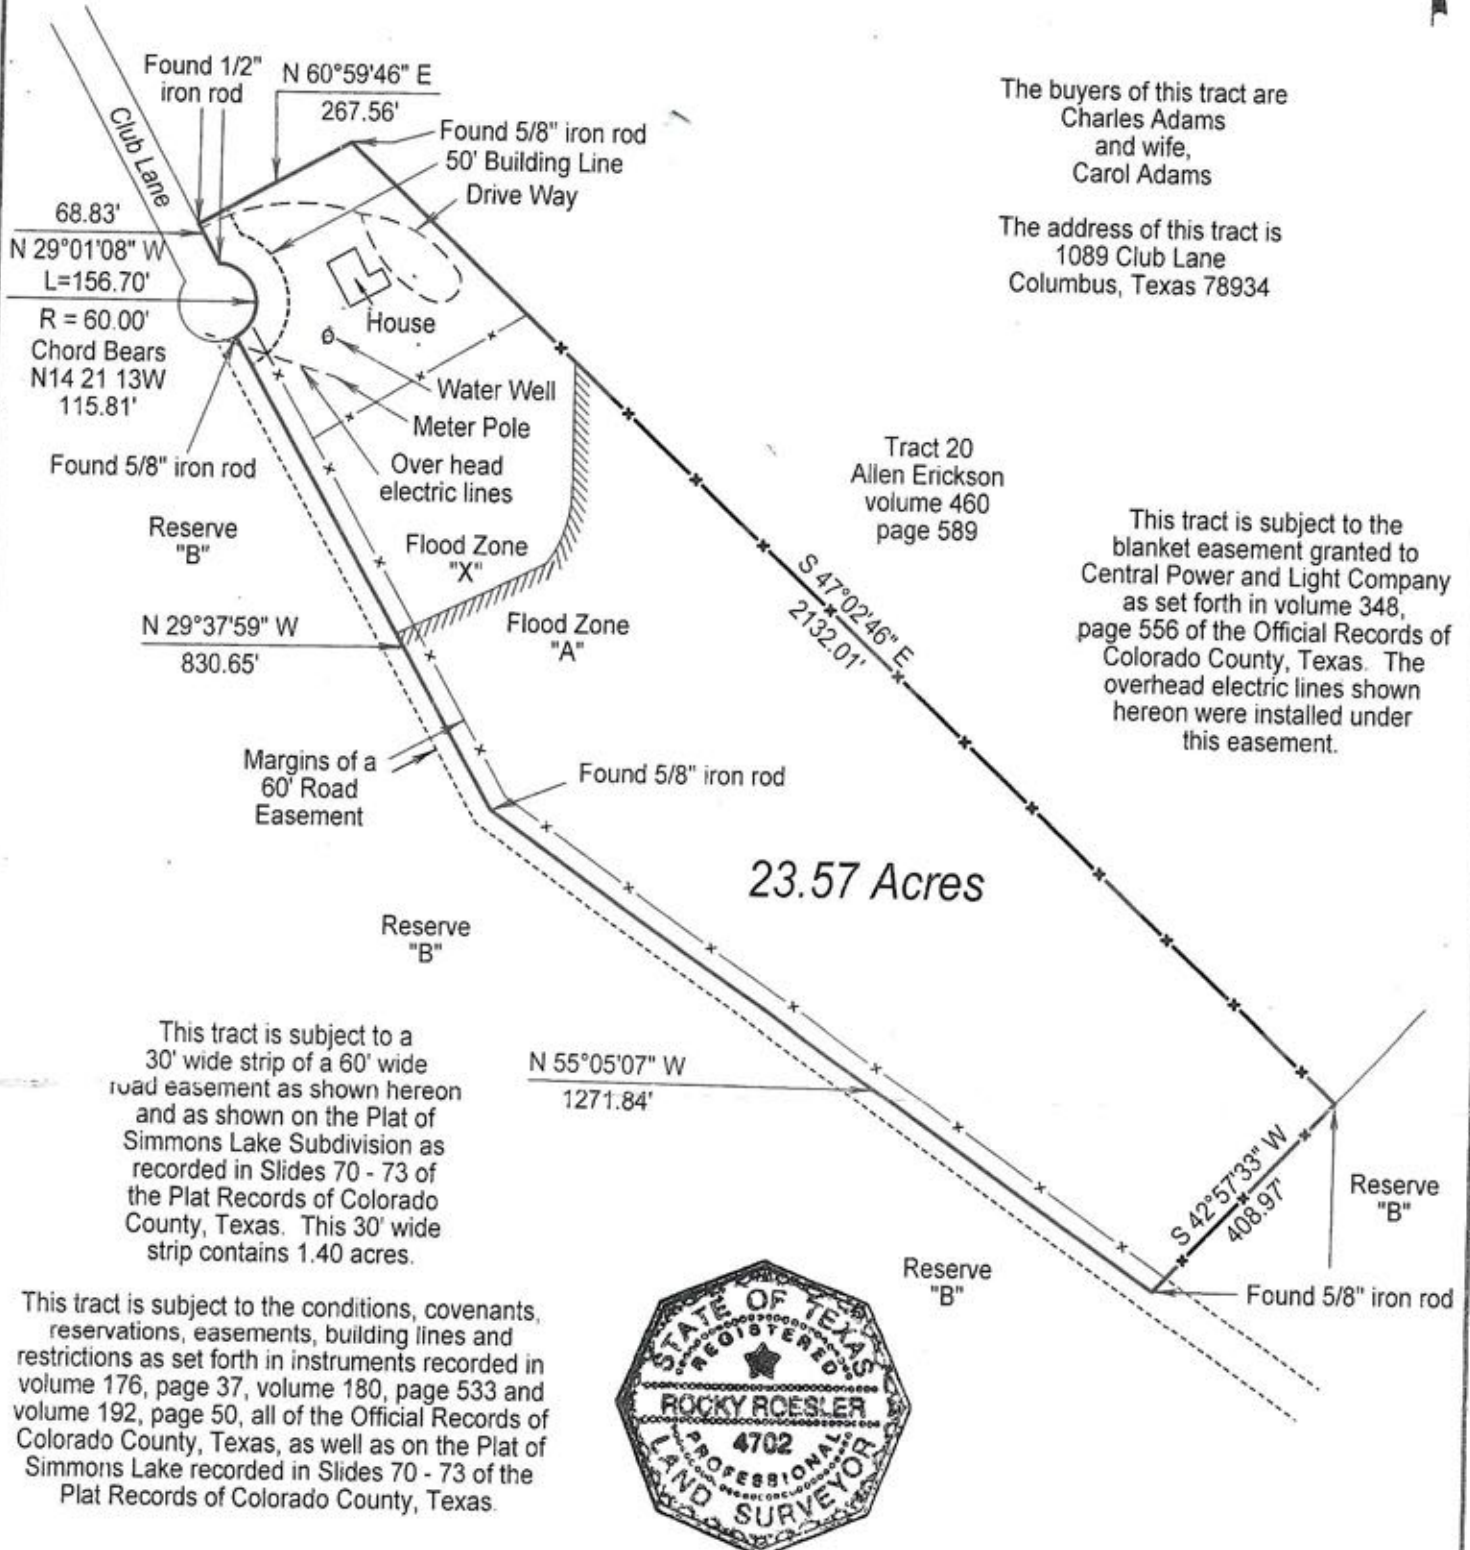 Found 1/2"
iron rod
N 60°59'46" E
267.56'
Club Lane
Found 5/8" iron rod
50' Building Line
Drive Way
68.83'
N 29°01'08" W
L=156.70'
R = 60.00'
Chord Bears
N14 21 13W
115.81'
House
Water Well
Meter Pole
Over head
electric lines
Found 5/8" iron rod
Reserve
"B"
Flood Zone
"X"
Flood Zone
"A"
N 29°37'59" W
830.65'
Margins of a
60' Road
Easement
Found 5/8" iron rod
The buyers of this tract are
Charles Adams
and wife,
Carol Adams
The address of this tract is
1089 Club Lane
Columbus, Texas 78934
Tract 20
Allen Erickson
volume 460
page 589
S 47°02'46" E
2132.01'
This tract is subject to the
blanket easement granted to
Central Power and Light Company
as set forth in volume 348,
page 556 of the Official Records of
Colorado County, Texas. The
overhead electric lines shown
hereon were installed under
this easement.
23.57 Acres
Reserve
"B"
N 55°05'07" W
1271.84'
S 42°57'33" W
408.97'
Reserve
"B"
Reserve
"B"
Found 5/8" iron rod
This tract is subject to a
30' wide strip of a 60' wide
road easement as shown hereon
and as shown on the Plat of
Simmons Lake Subdivision as
recorded in Slides 70 - 73 of
the Plat Records of Colorado
County, Texas. This 30' wide
strip contains 1.40 acres.
This tract is subject to the conditions, covenants,
reservations, easements, building lines and
restrictions as set forth in instruments recorded in
volume 176, page 37, volume 180, page 533 and
volume 192, page 50, all of the Official Records of
Colorado County, Texas, as well as on the Plat of
Simmons Lake recorded in Slides 70 - 73 of the
Plat Records of Colorado County, Texas.
STATE OF TEXAS
REGISTERED
ROCKY ROESLER
4702
PROFESSIONAL
LAND SURVEYOR